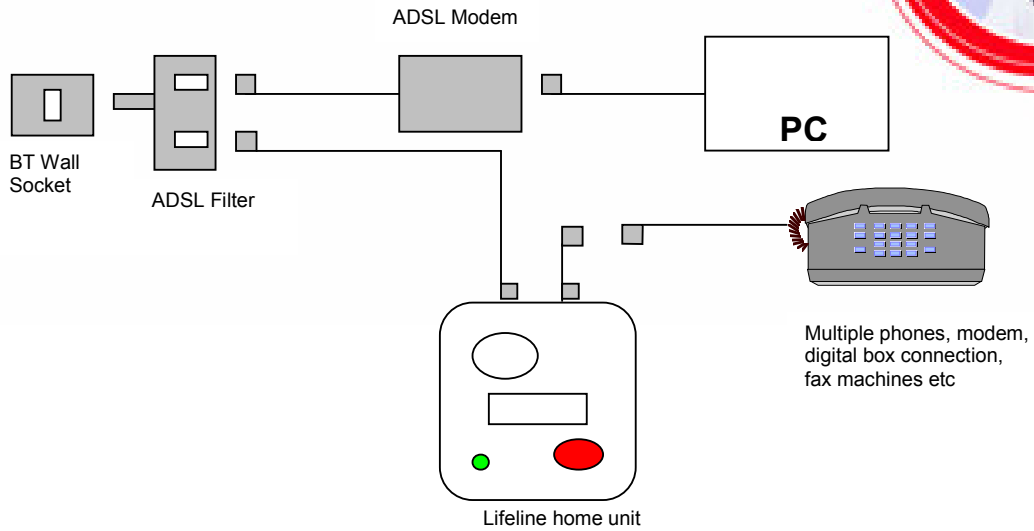 ADSL Modem
PC
BT Wall
Socket
ADSL Filter
Multiple phones, modem,
digital box connection,
fax machines etc
Lifeline home unit